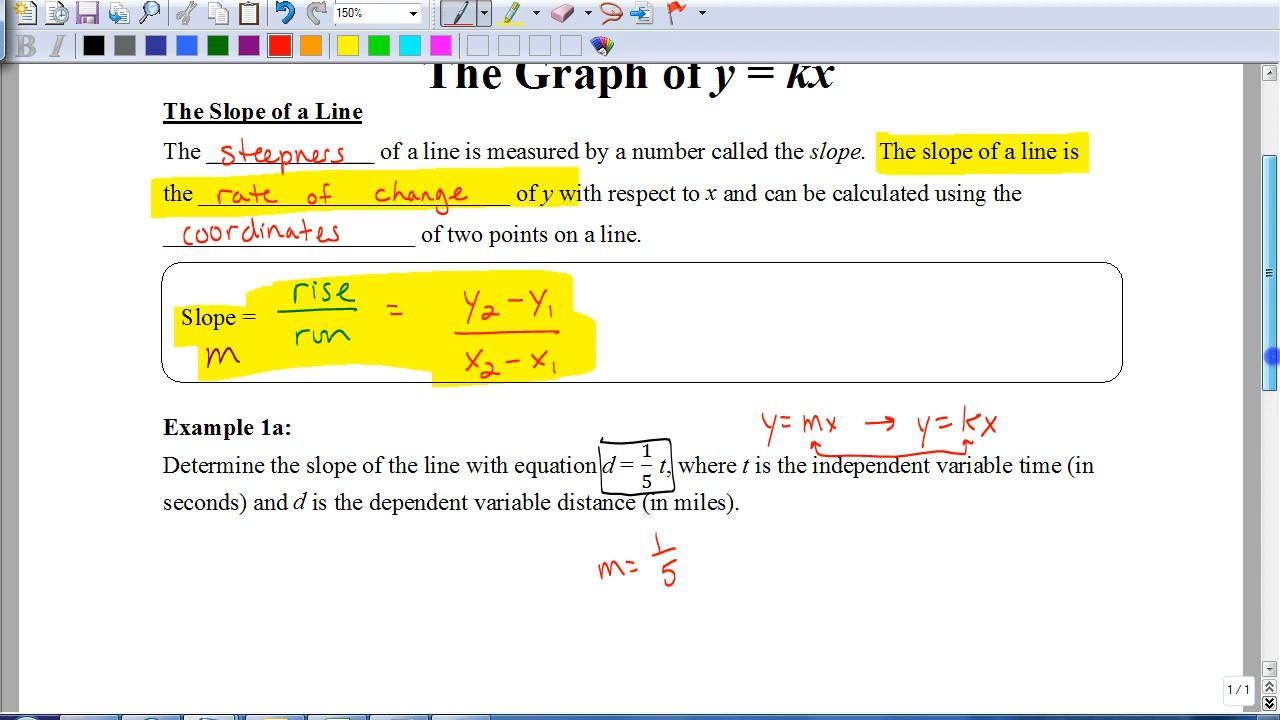 150%
B I
The Graph of y = kx
The Slope of a Line
The steepness of a line is measured by a number called the slope. The slope of a line is
the rate of change of y with respect to x and can be calculated using the
coordinates of two points on a line.
Slope = rise/run = y₂ − y₁ / x₂ − x₁
m
Example 1a:
y = mx → y = kx
Determine the slope of the line with equation d = 1/5 t, where t is the independent variable time (in
seconds) and d is the dependent variable distance (in miles).
m = 1/5
1 / 1